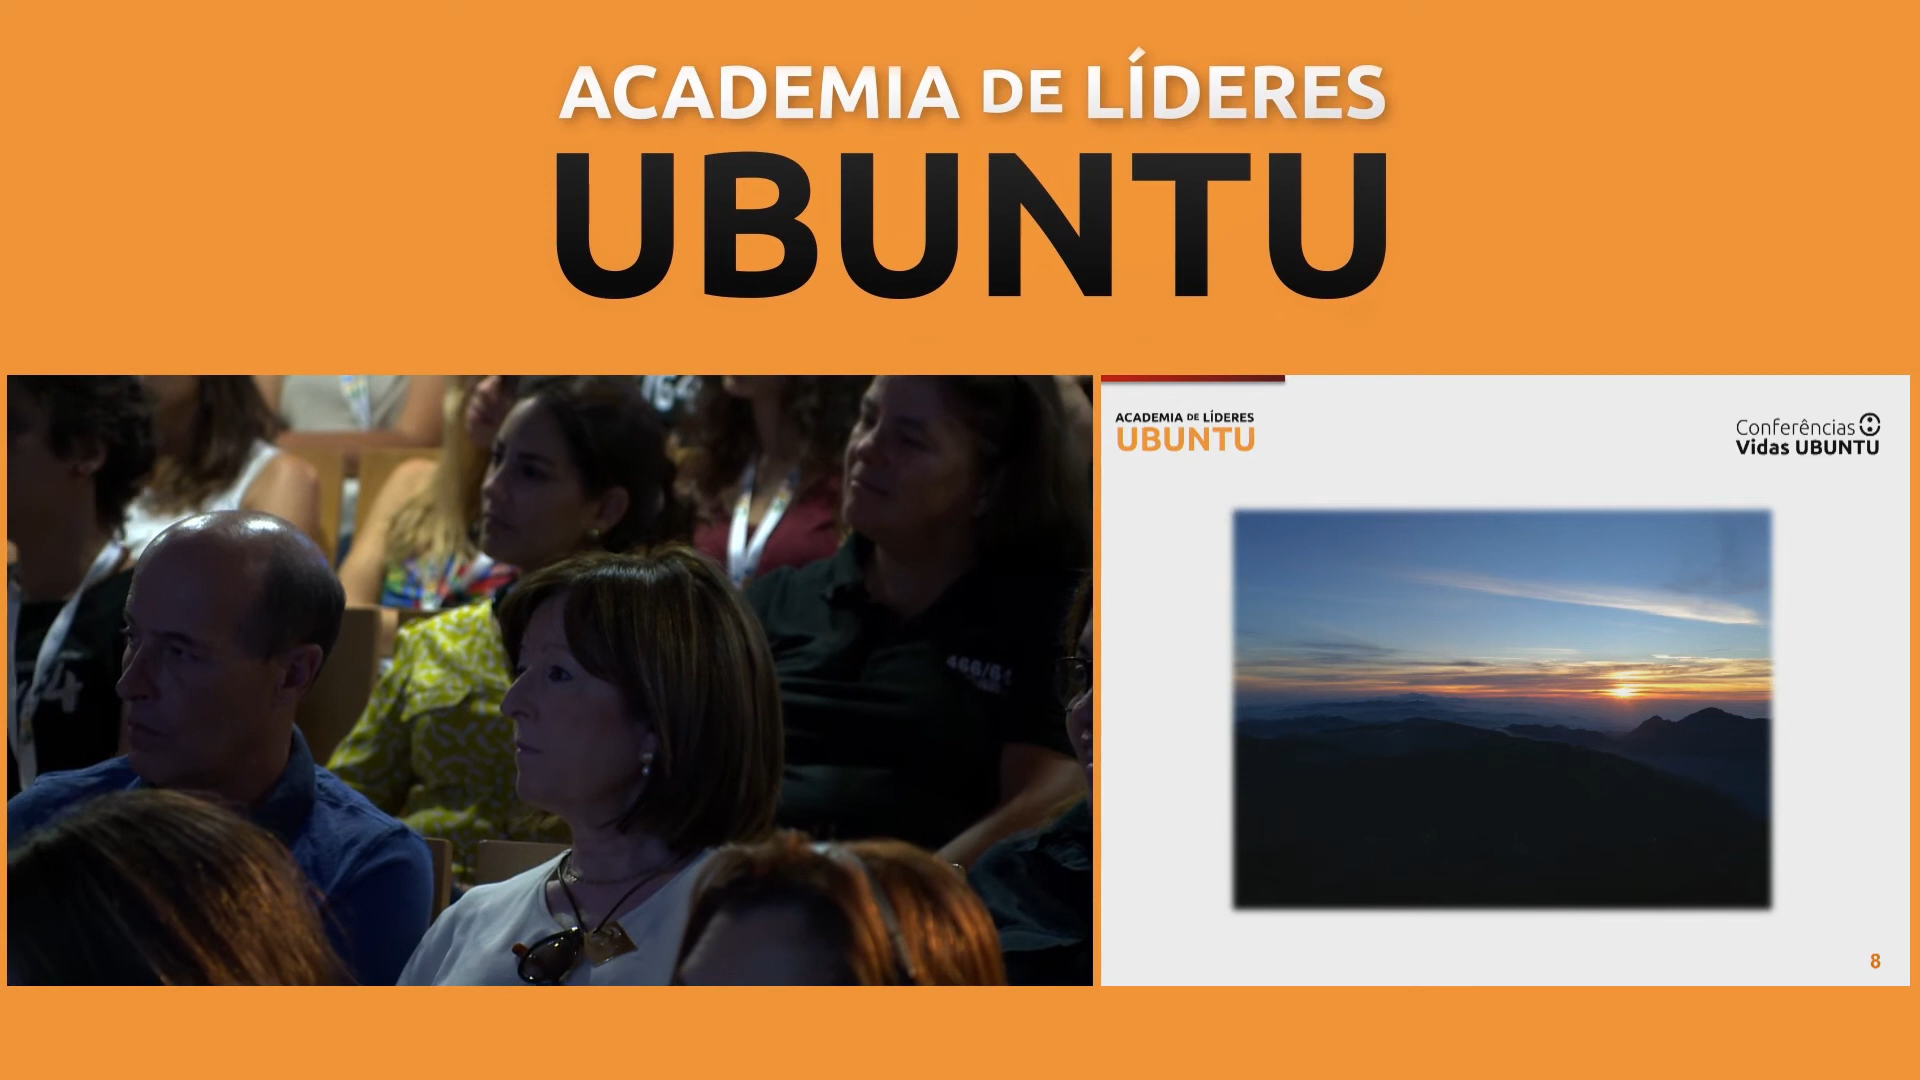 ACADEMIA DE LÍDERES
UBUNTU
ACADEMIA DE LÍDERES
UBUNTU
Conferências
Vidas UBUNTU
8